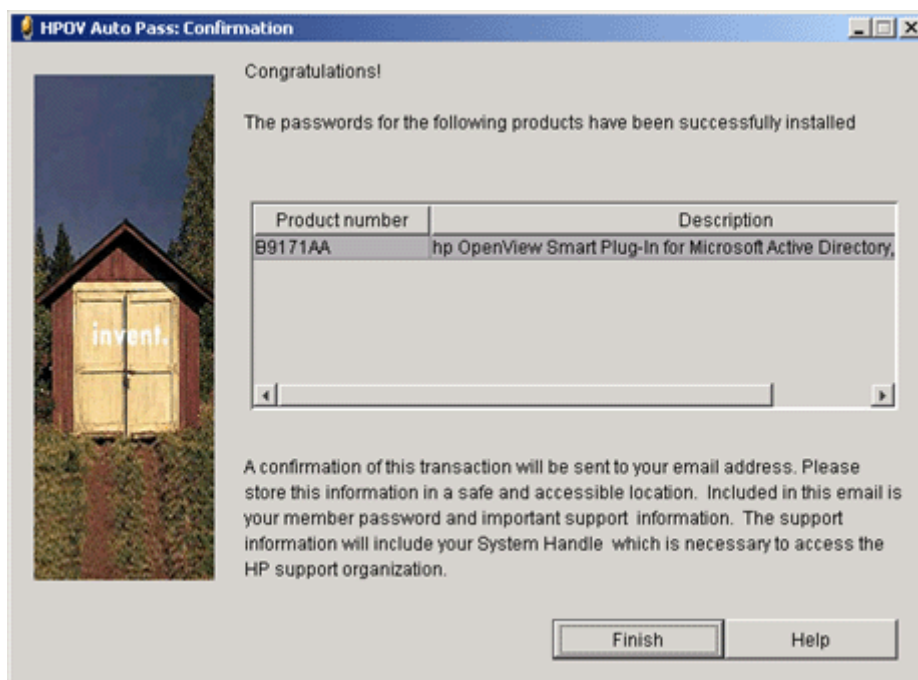 HPOV Auto Pass: Confirmation
Congratulations!
The passwords for the following products have been successfully installed
Product number Description
B9171AA hp OpenView Smart Plug-In for Microsoft Active Directory,
invent.
A confirmation of this transaction will be sent to your email address. Please
store this information in a safe and accessible location. Included in this email is
your member password and important support information. The support
information will include your System Handle which is necessary to access the
HP support organization.
Finish Help